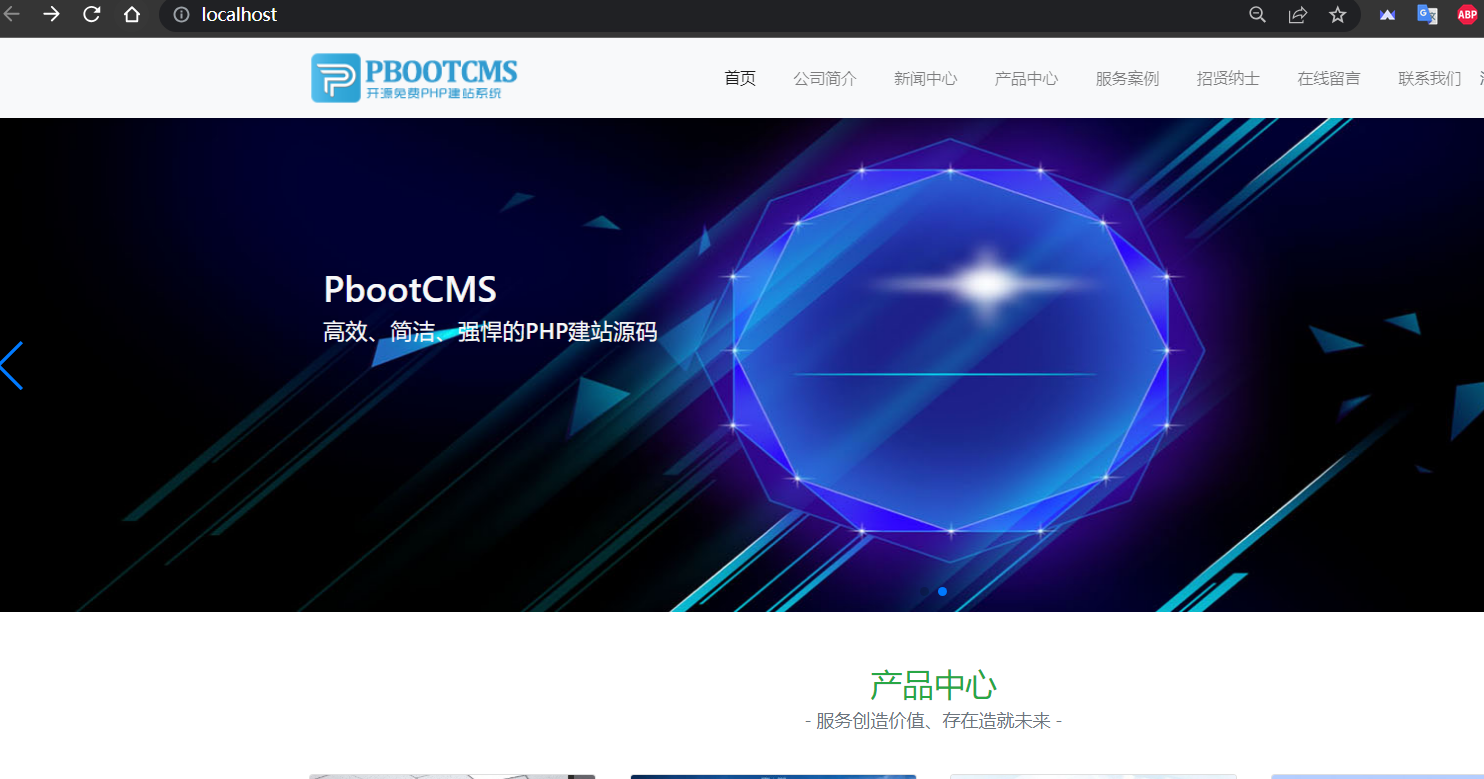 localhost
ABP
PBOOTCMS
开源免费PHP建站系统
首页 公司简介 新闻中心 产品中心 服务案例 招贤纳士 在线留言 联系我们
PbootCMS
高效、简洁、强悍的PHP建站源码
产品中心
- 服务创造价值、存在造就未来 -